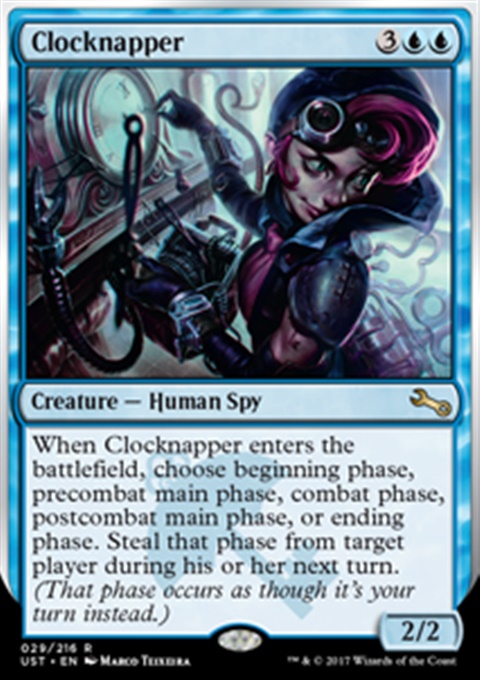 Clocknapper 3
Creature — Human Spy
When Clocknapper enters the
battlefield, choose beginning phase,
precombat main phase, combat phase,
postcombat main phase, or ending
phase. Steal that phase from target
player during his or her next turn.
(That phase occurs as though it's your
turn instead.)
2/2
029/216 R
UST • EN Marco Teixeira
™ & © 2017 Wizards of the Coast